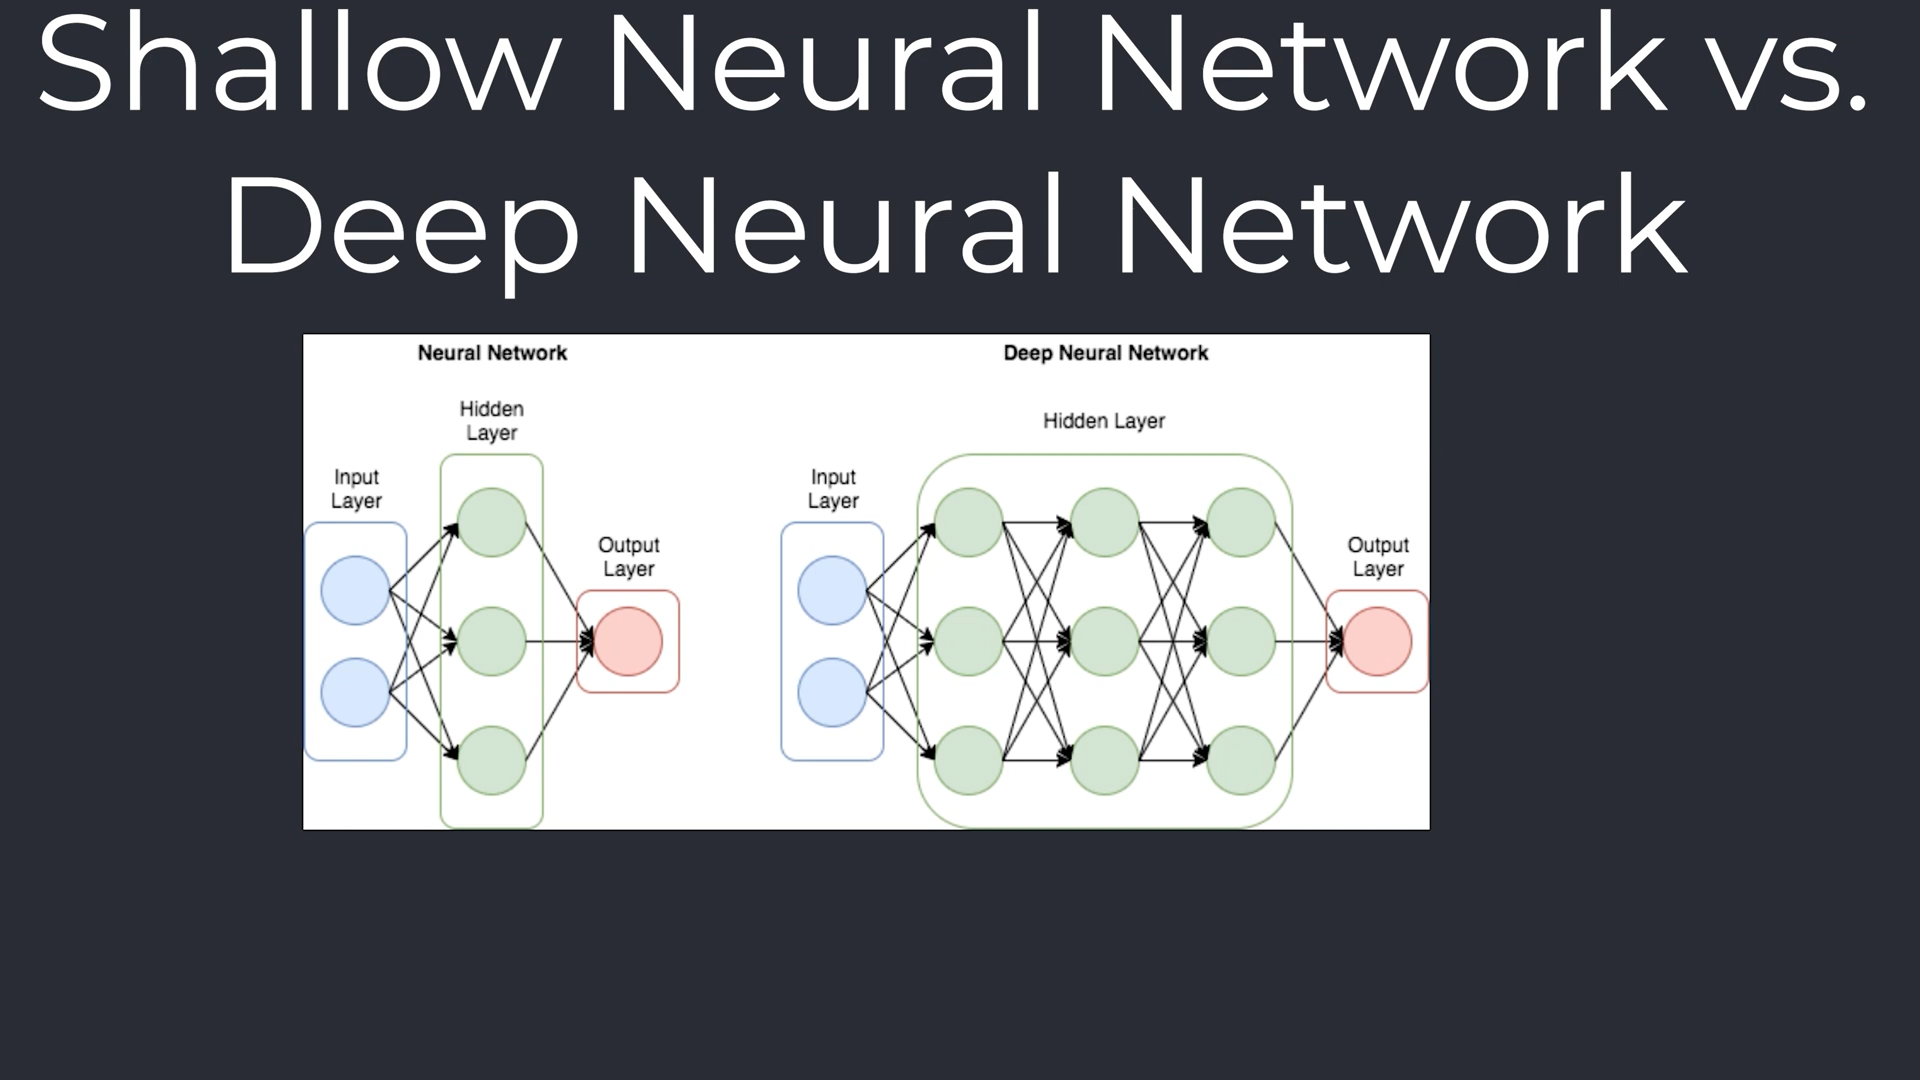 Shallow Neural Network vs.
Deep Neural Network
Neural Network
Hidden
Layer
Input
Layer
Output
Layer
Deep Neural Network
Hidden Layer
Input
Layer
Output
Layer